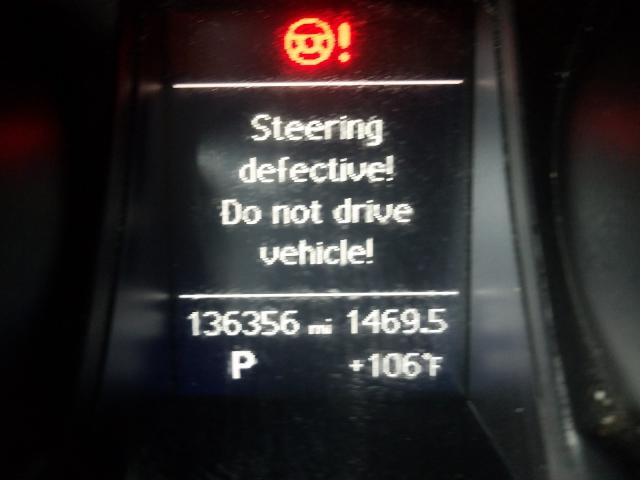 Steering
defective!
Do not drive
vehicle!
136356 mi 1469.5
P +106°F